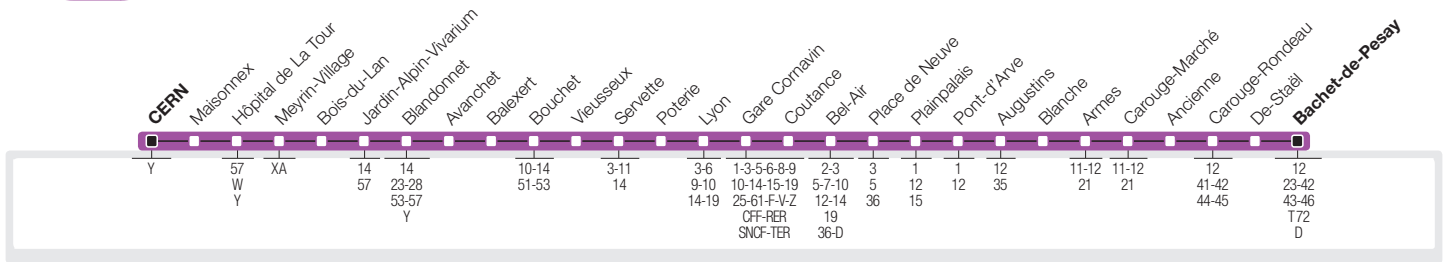 CERN
Maisonnex
Hôpital de La Tour
Meyrin-Village
Bois-du-Lan
Jardin-Alpin-Vivarium
Blandonnet
Avanchet
Balexert
Bouchet
Vieusseux
Servette
Poterie
Lyon
Gare Cornavin
Coutance
Bel-Air
Place de Neuve
Plainpalais
Pont-d'Arve
Augustins
Blanche
Armes
Carouge-Marché
Ancienne
Carouge-Rondeau
De-Staël
Bachet-de-Pesay
Y
57
W
Y
XA
14
57
14
23-28
53-57
Y
10-14
51-53
3-11
14
3-6
9-10
14-19
1-3-5-6-8-9
10-14-15-19
25-61-F-V-Z
CFF-RER
SNCF-TER
2-3
5-7-10
12-14
19
36-D
3
5
36
1
12
15
1
12
12
35
11-12
21
11-12
21
12
41-42
44-45
12
23-42
43-46
T72
D